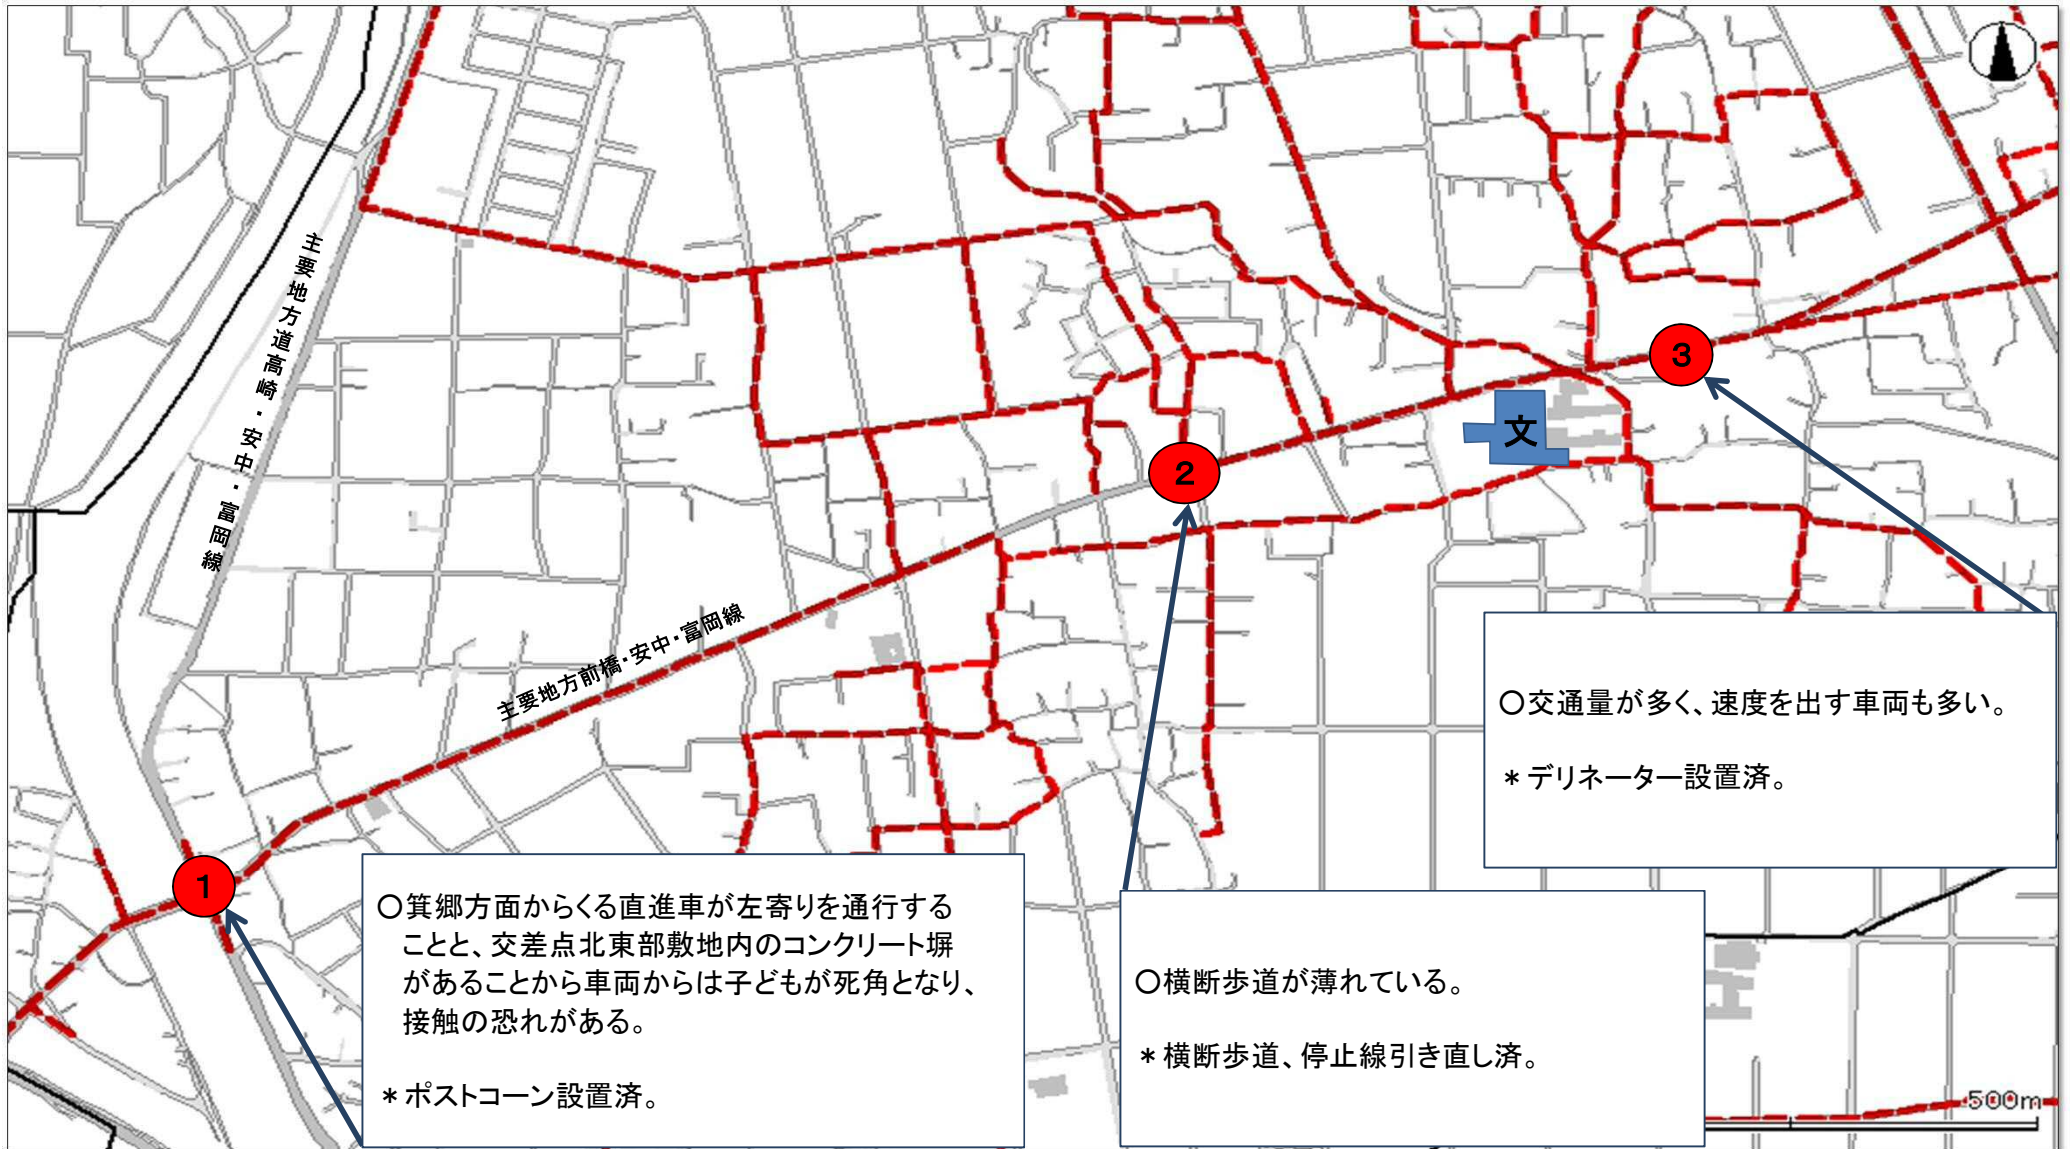 主要地方道高崎・安中・富岡線
主要地方前橋・安中・富岡線
文
1
2
3
○交通量が多く、速度を出す車両も多い。
＊デリネーター設置済。
○箕郷方面からくる直進車が左寄りを通行する
ことと、交差点北東部敷地内のコンクリート塀
があることから車両からは子どもが死角となり、
接触の恐れがある。
＊ポストコーン設置済。
○横断歩道が薄れている。
＊横断歩道、停止線引き直し済。
500m